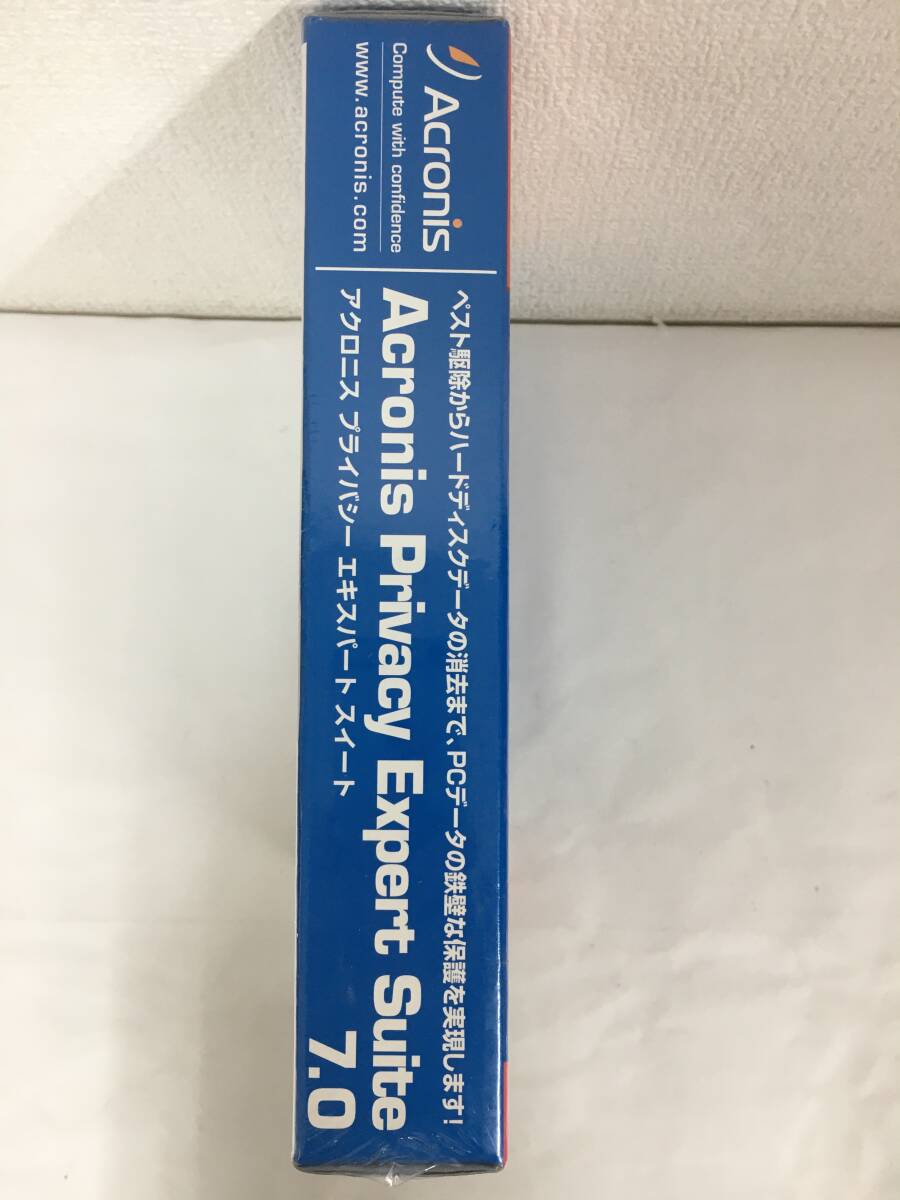 Acronis
Compute with confidence
www.acronis.com
ペスト駆除からハードディスクデータの消去まで、PCデータの鉄壁な保護を実現します!
Acronis Privacy Expert Suite
アクロニス プライバシー エキスパート スイート
7.0